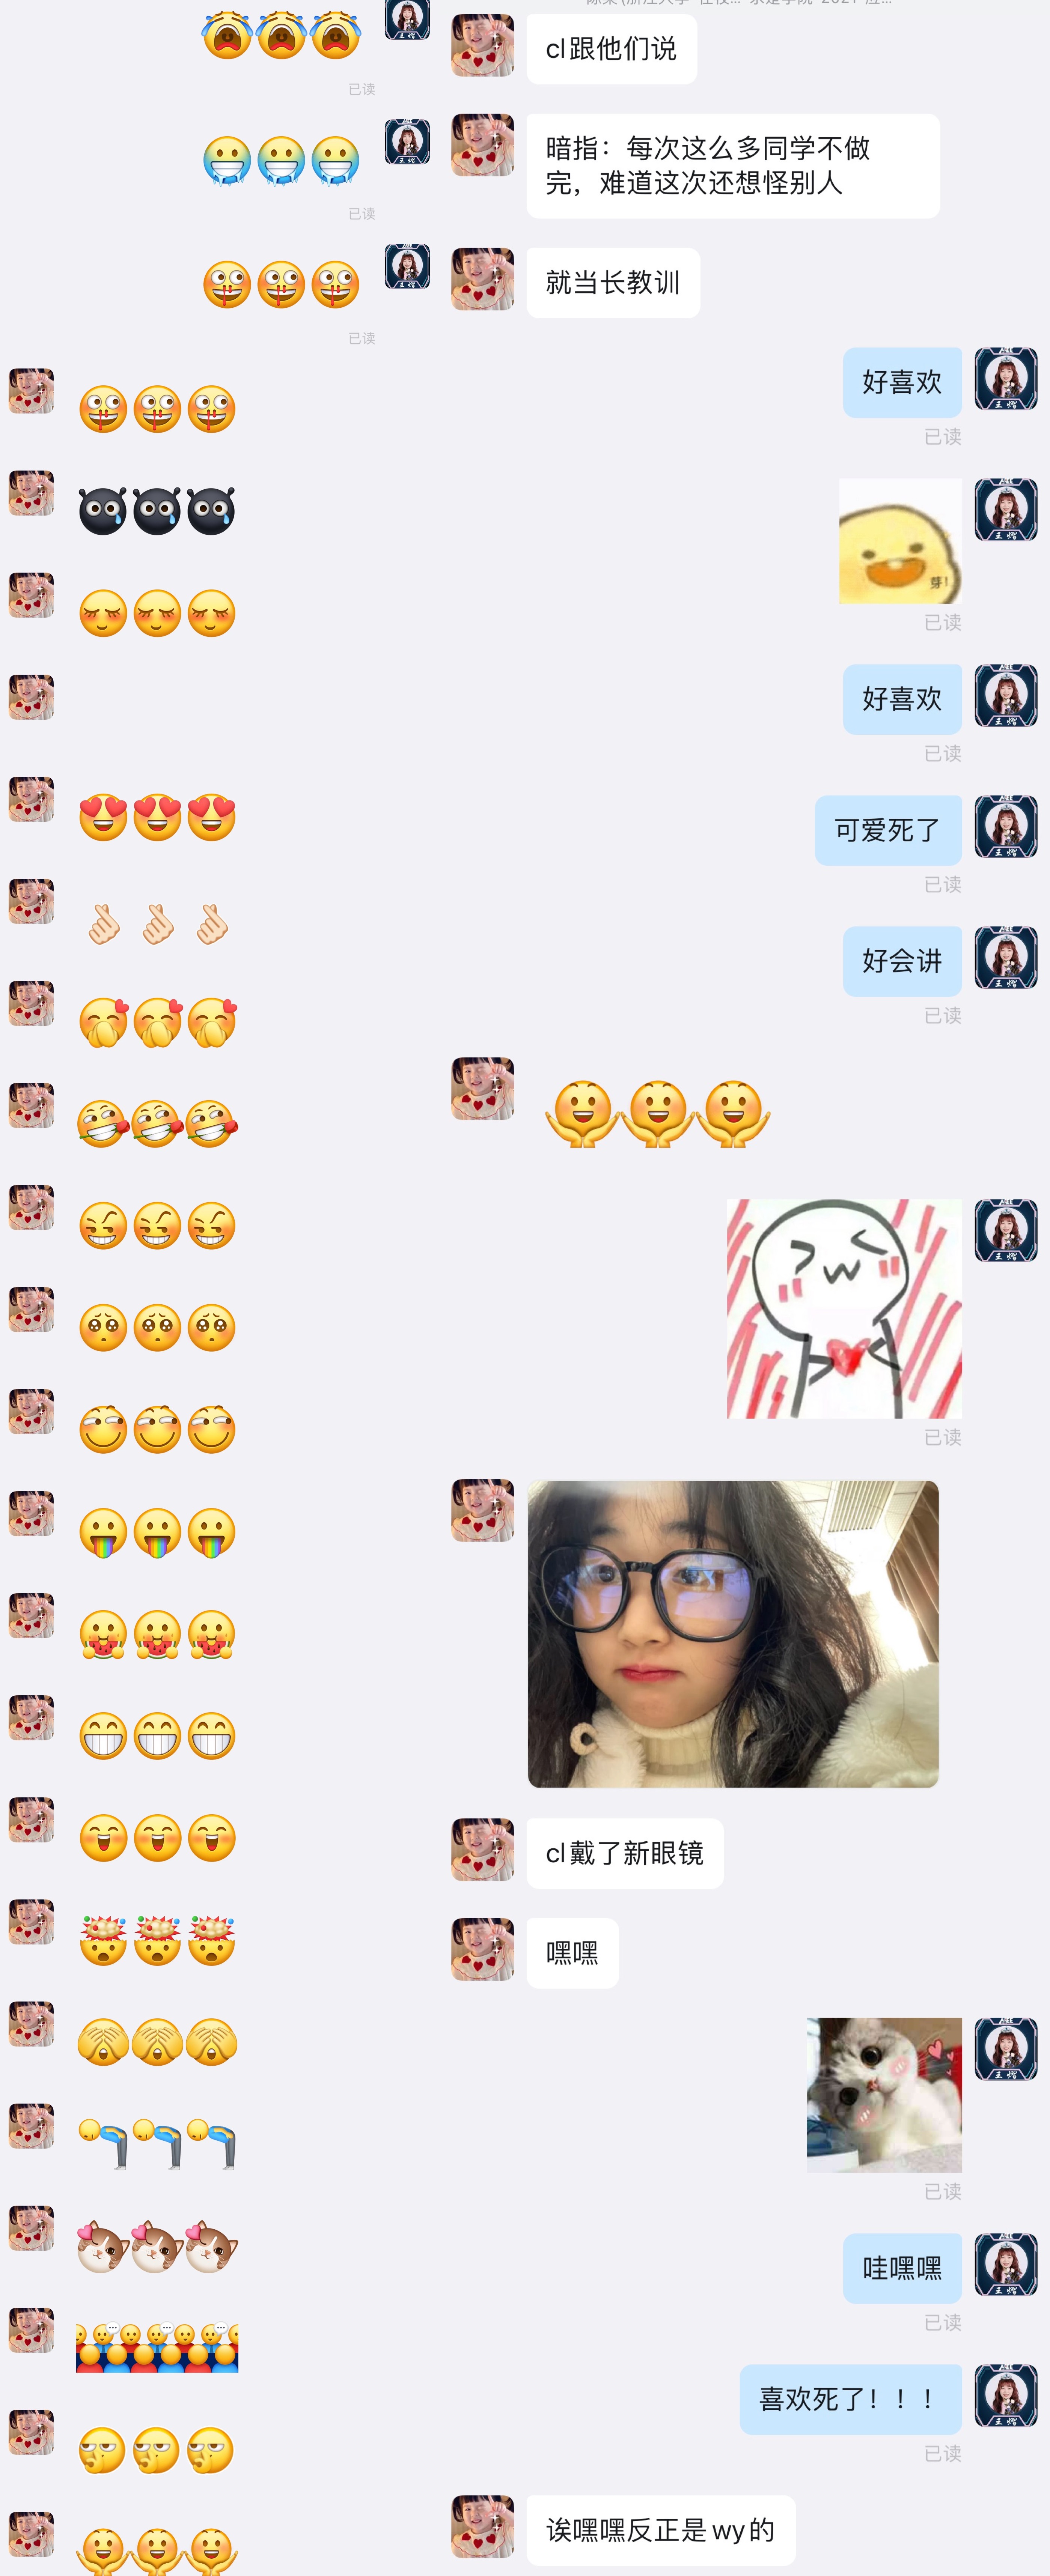 cl跟他们说
已读
暗指：每次这么多同学不做
完，难道这次还想怪别人
已读
就当长教训
已读
好喜欢
已读
芽!
已读
好喜欢
已读
可爱死了
已读
好会讲
已读
已读
cl戴了新眼镜
嘿嘿
已读
哇嘿嘿
已读
喜欢死了！！！
已读
诶嘿嘿反正是wy的